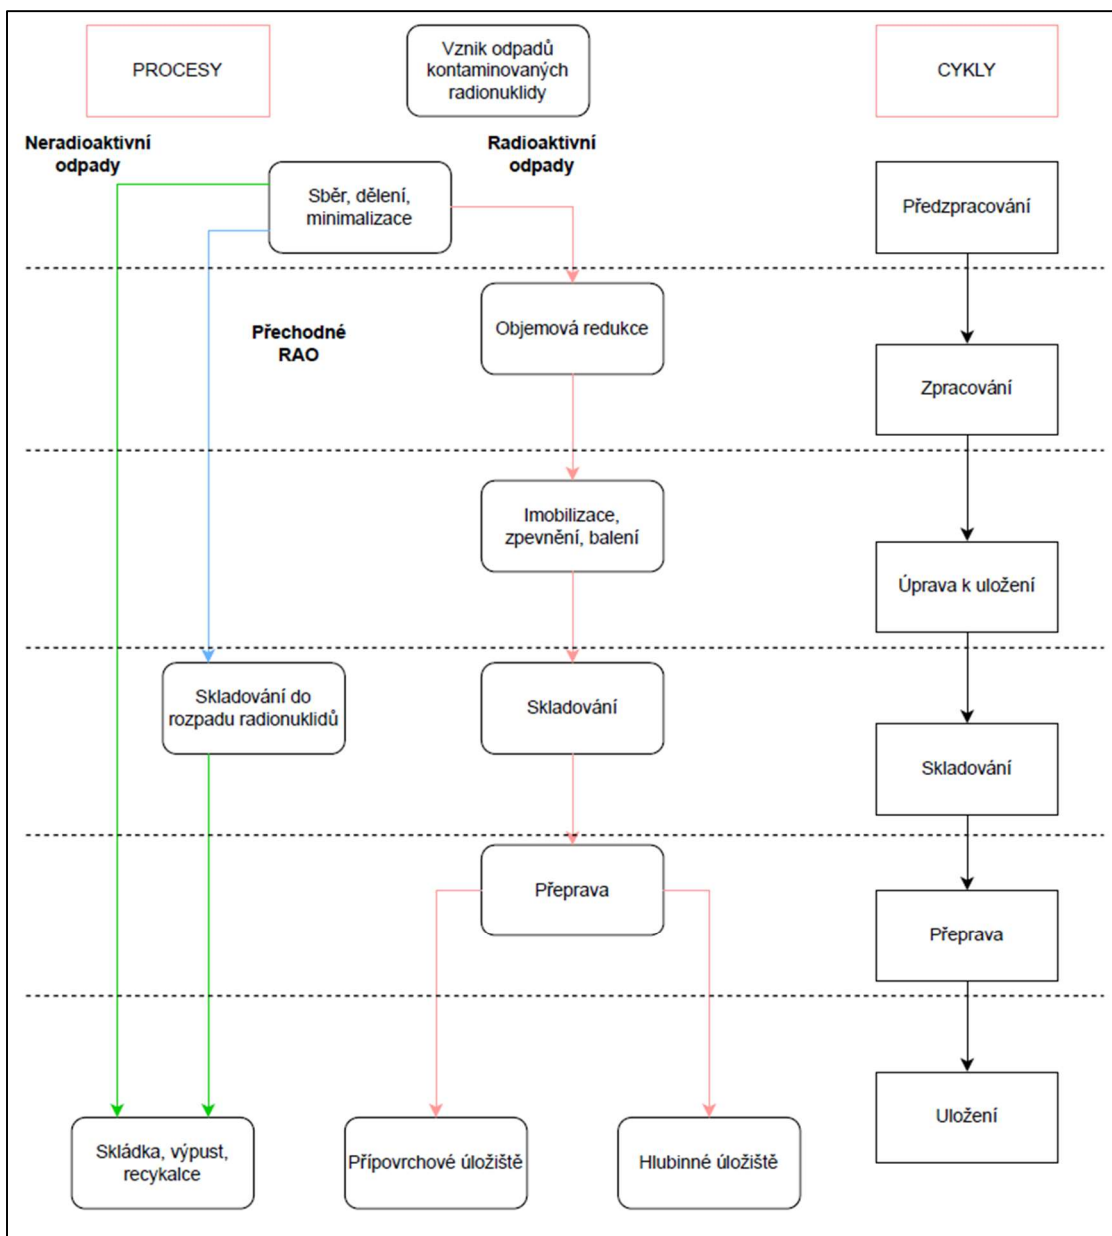 PROCESY
Vznik odpadů
kontaminovaných
radionuklidy
CYKLY
Neradioaktivní
odpady
Radioaktivní
odpady
Sběr, dělení,
minimalizace
Předzpracování
Objemová redukce
Přechodné
RAO
Zpracování
Imobilizace,
zpevnění, balení
Úprava k uložení
Skladování do
rozpadu radionuklidů
Skladování
Skladování
Přeprava
Přeprava
Skládka, výpust,
recykalce
Přípovrchové úložiště
Hlubinné úložiště
Uložení